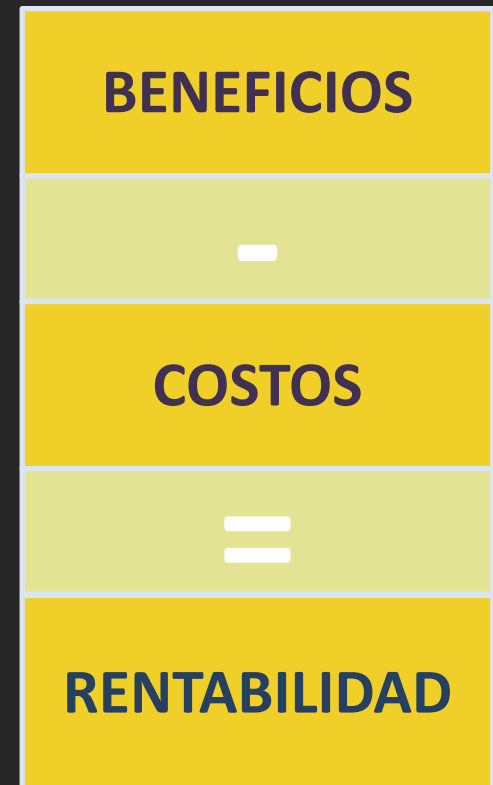 BENEFICIOS
-
COSTOS
=
RENTABILIDAD